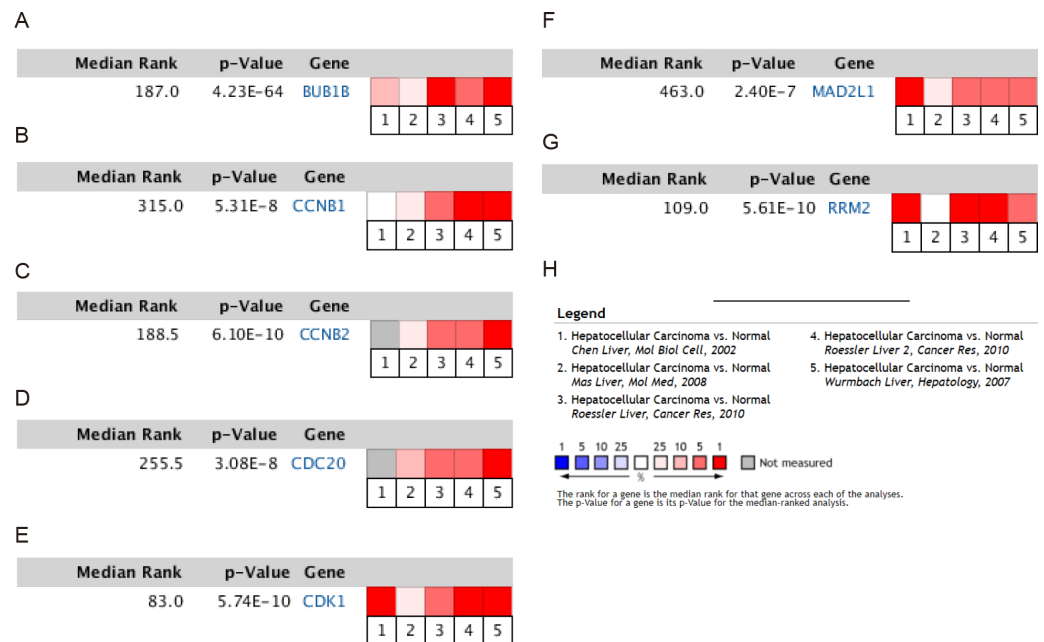 A
Median Rank p-Value Gene
187.0 4.23E-64 BUB1B
1 2 3 4 5
B
Median Rank p-Value Gene
315.0 5.31E-8 CCNB1
1 2 3 4 5
C
Median Rank p-Value Gene
188.5 6.10E-10 CCNB2
1 2 3 4 5
D
Median Rank p-Value Gene
255.5 3.08E-8 CDC20
1 2 3 4 5
E
Median Rank p-Value Gene
83.0 5.74E-10 CDK1
1 2 3 4 5
F
Median Rank p-Value Gene
463.0 2.40E-7 MAD2L1
1 2 3 4 5
G
Median Rank p-Value Gene
109.0 5.61E-10 RRM2
1 2 3 4 5
H
Legend
1. Hepatocellular Carcinoma vs. Normal
Chen Liver, Mol Biol Cell, 2002
2. Hepatocellular Carcinoma vs. Normal
Mas Liver, Mol Med, 2008
3. Hepatocellular Carcinoma vs. Normal
Roessler Liver, Cancer Res, 2010
4. Hepatocellular Carcinoma vs. Normal
Roessler Liver 2, Cancer Res, 2010
5. Hepatocellular Carcinoma vs. Normal
Wurmbach Liver, Hepatology, 2007
1 5 10 25 25 10 5 1
Not measured
%
The rank for a gene is the median rank for that gene across each of the analyses.
The p-Value for a gene is its p-Value for the median-ranked analysis.